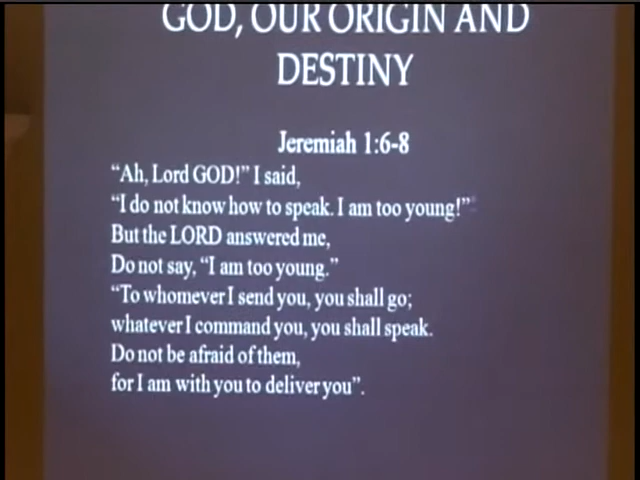 GOD, OUR ORIGIN AND
DESTINY
Jeremiah 1:6-8
“Ah, Lord GOD!” I said,
“I do not know how to speak. I am too young!”
But the LORD answered me,
Do not say, “I am too young.”
“To whomever I send you, you shall go;
whatever I command you, you shall speak.
Do not be afraid of them,
for I am with you to deliver you”.